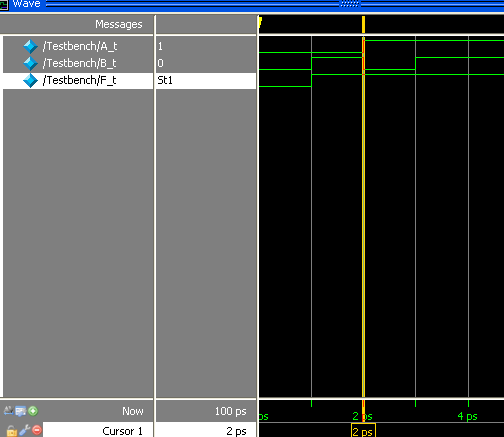 Wave
Messages
/Testbench/A_t 1
/Testbench/B_t 0
/Testbench/F_t St1
Now 100 ps ps 2 ps 4 ps
Cursor 1 2 ps 2 ps